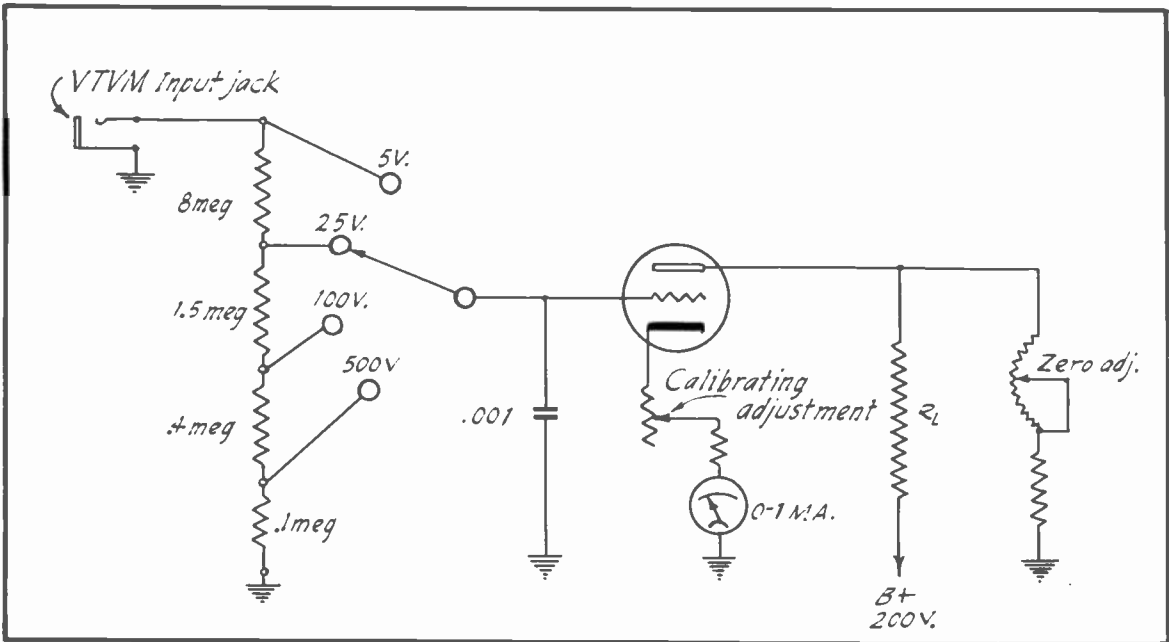 VTVM Input jack
5V.
8meg
25V.
1.5meg
100V.
500V
.4meg
.1meg
.001
Calibrating
adjustment
0-1 M.A.
RL
Zero adj.
B+
200V.